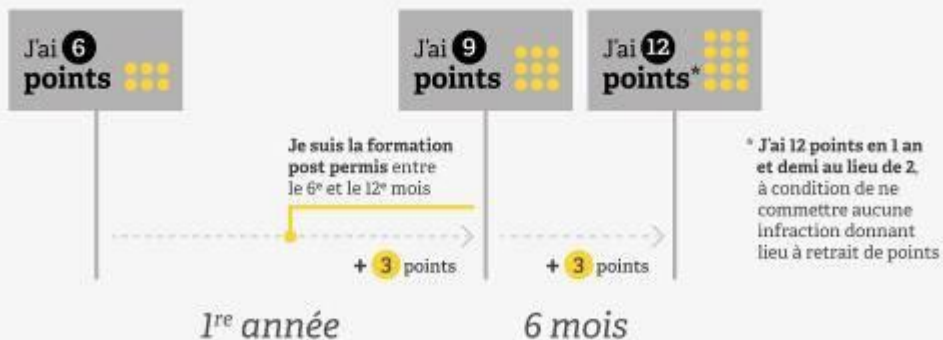 J'ai 6
points
J'ai 9
points
J'ai 12
points*
Je suis la formation
post permis entre
le 6e et le 12e mois
* J'ai 12 points en 1 an
et demi au lieu de 2,
à condition de ne
commettre aucune
infraction donnant
lieu à retrait de points
+ 3 points
+ 3 points
1re année
6 mois